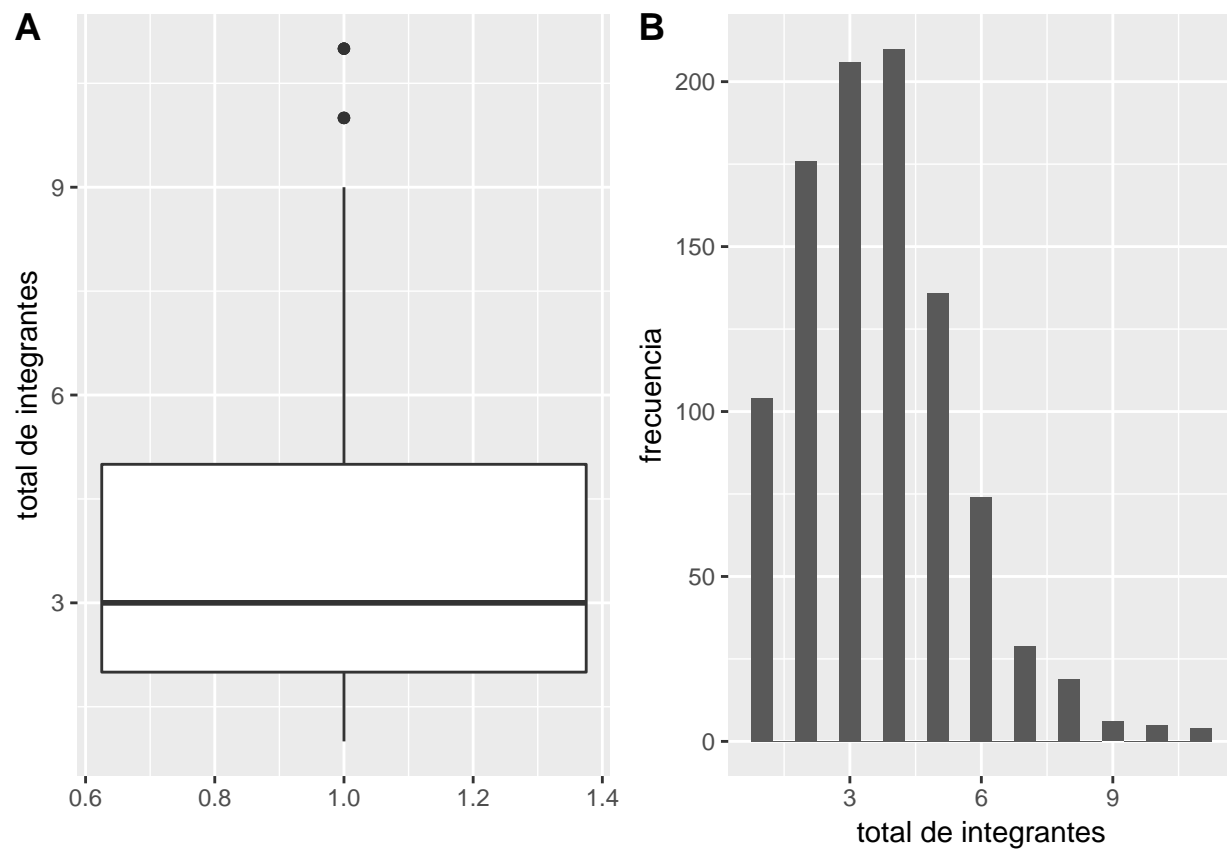 A
total de integrantes
9
6
3
0.6 0.8 1.0 1.2 1.4
B
frecuencia
200
150
100
50
0
3 6 9
total de integrantes